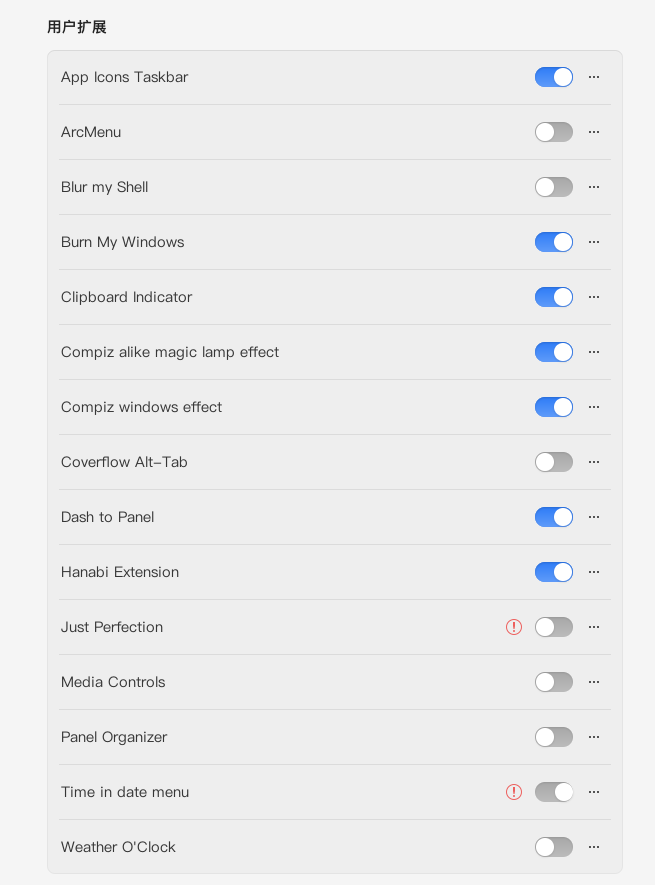 用户扩展
App Icons Taskbar
ArcMenu
Blur my Shell
Burn My Windows
Clipboard Indicator
Compiz alike magic lamp effect
Compiz windows effect
Coverflow Alt-Tab
Dash to Panel
Hanabi Extension
Just Perfection
Media Controls
Panel Organizer
Time in date menu
Weather O'Clock